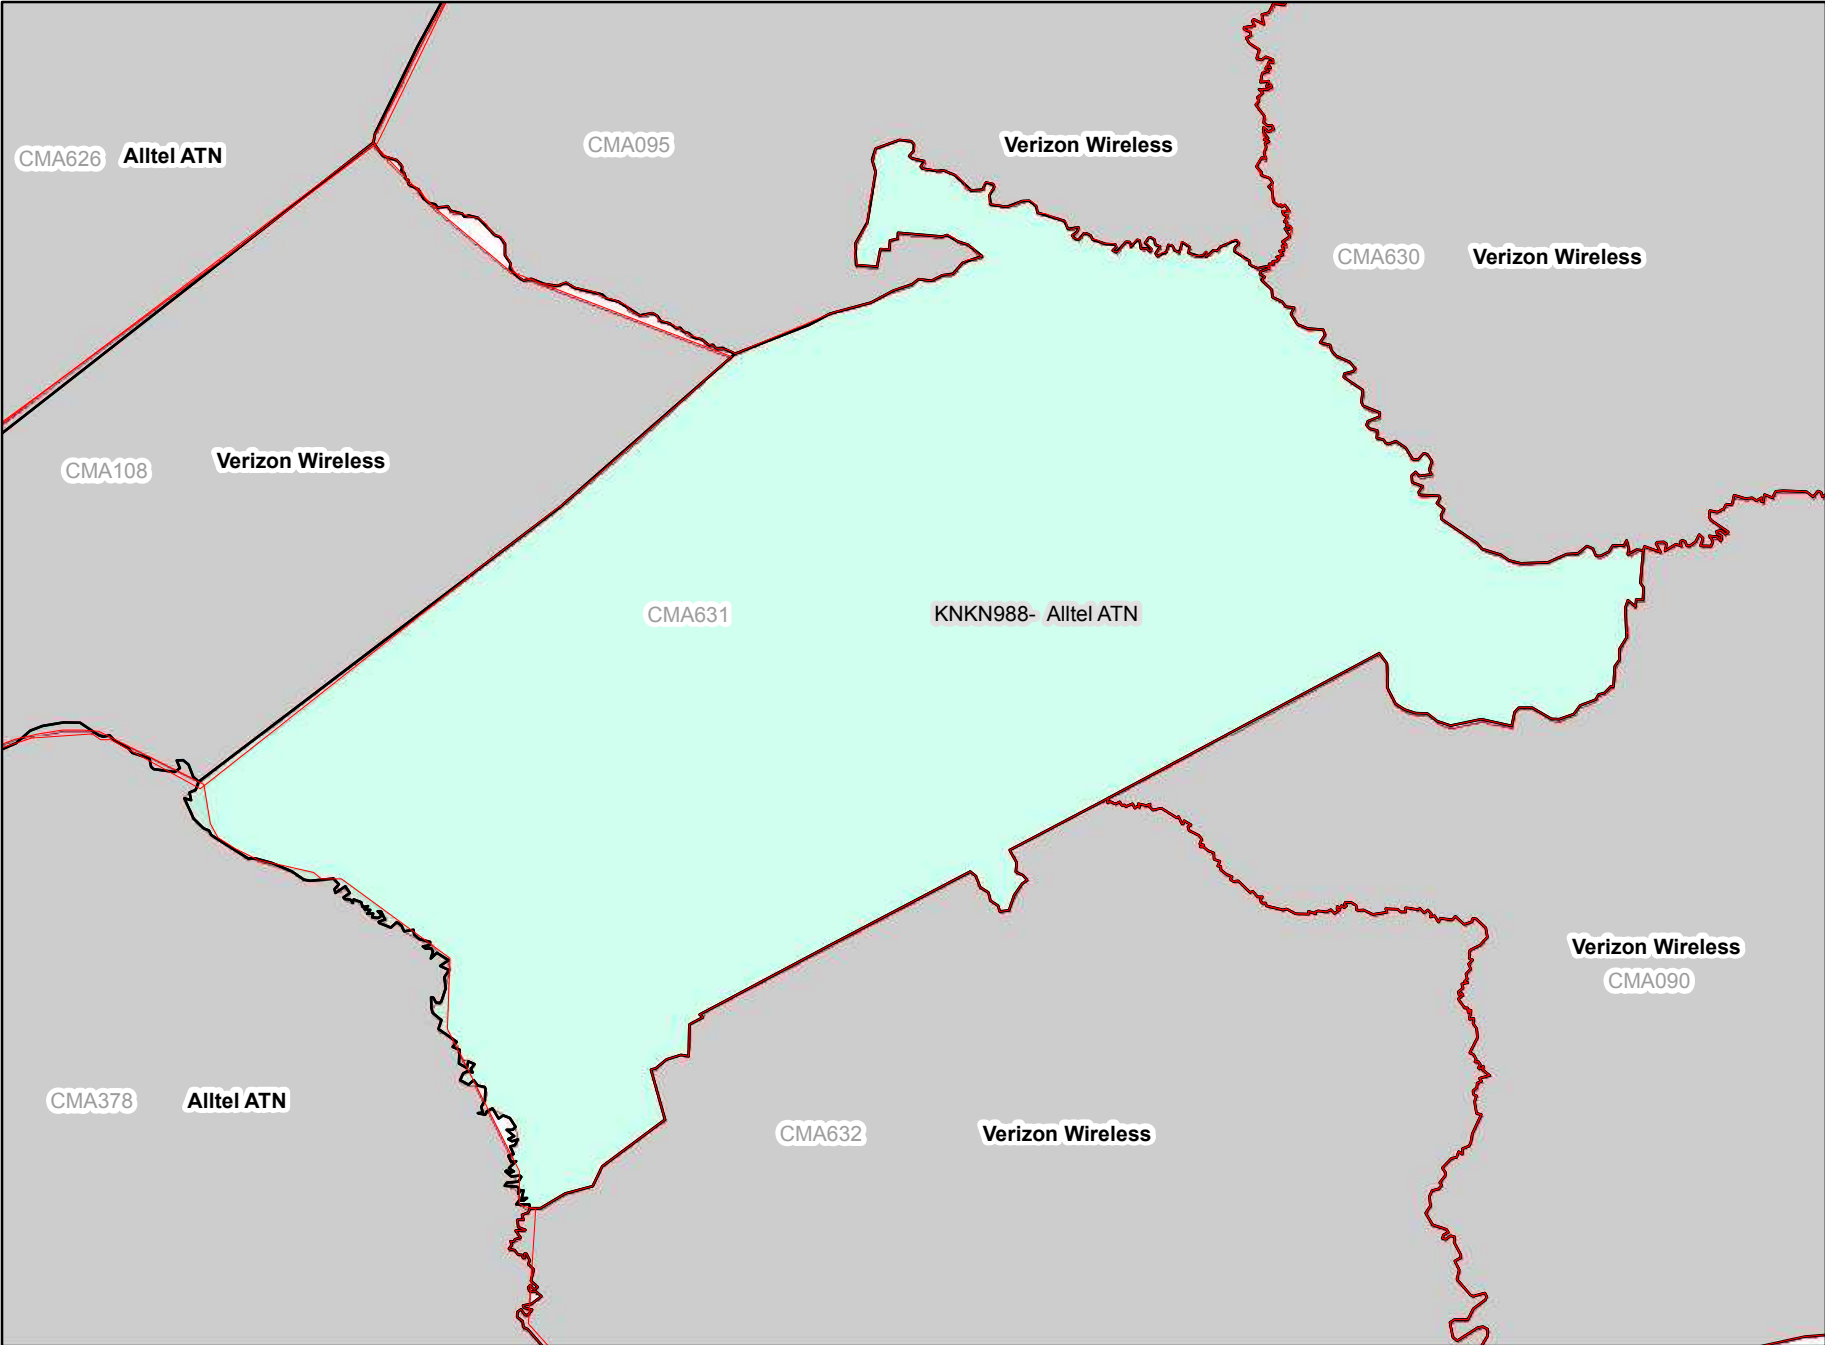 CMA095
Verizon Wireless
CMA626 Alltel ATN
CMA630 Verizon Wireless
CMA108 Verizon Wireless
CMA631 KNKN988- Alltel ATN
Verizon Wireless
CMA090
CMA378 Alltel ATN
CMA632 Verizon Wireless